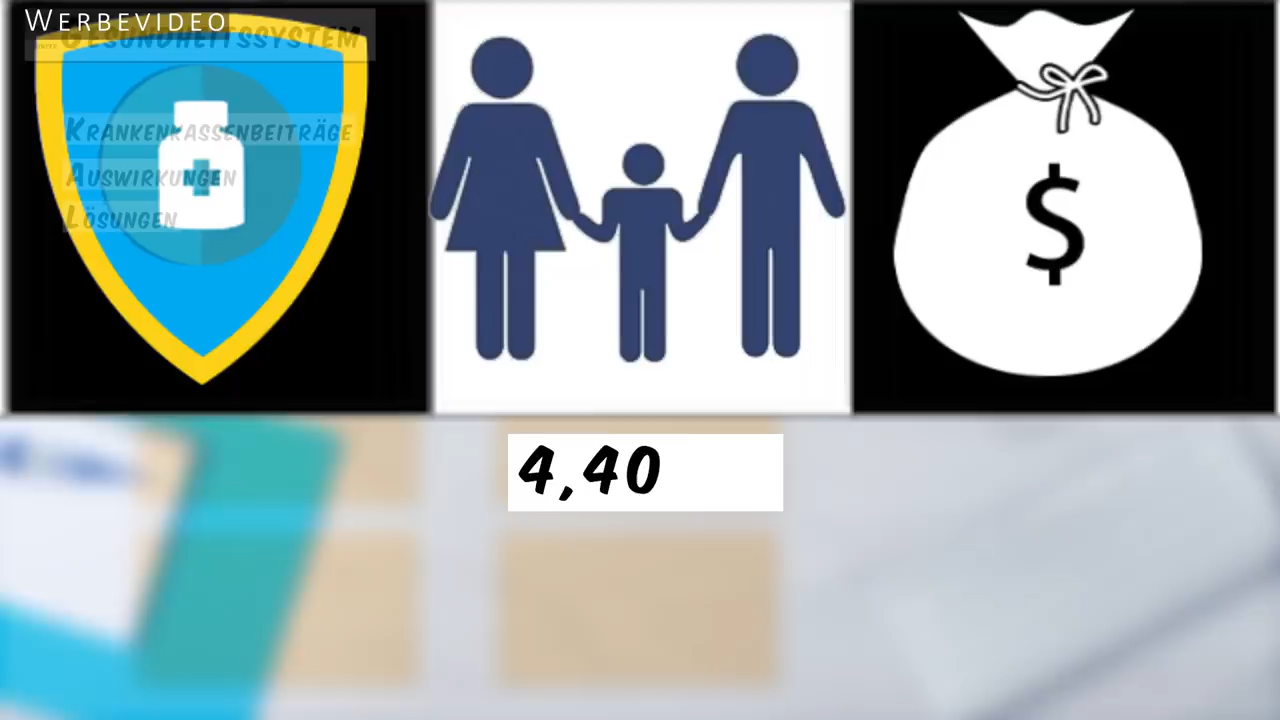 WERBEVIDEO
GESUNDHEITSSYSTEM
KRANKENKASSENBEITRÄGE
AUSWIRKUNGEN
LÖSUNGEN
$
4,40